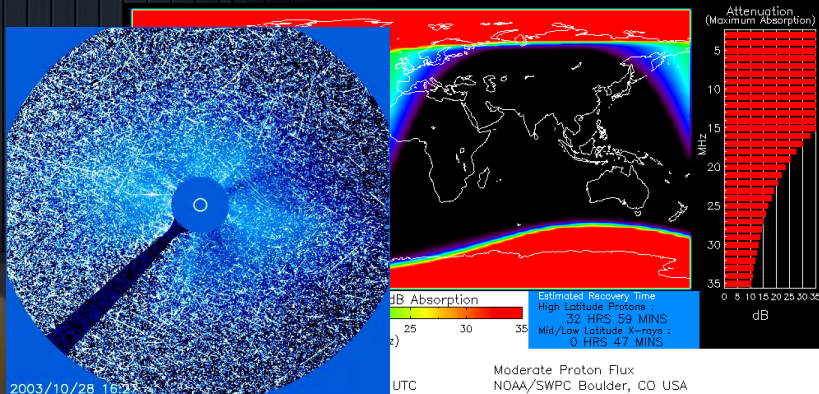 Attenuation
(Maximum Absorption)
5
10
15
20
25
30
35
MHz
0 5 10 15 20 25 30 35
dB
dB Absorption
25 30 35
z)
Estimated Recovery Time
High Latitude Protons :
32 HRS 59 MINS
Mid/Low Latitude X-rays :
0 HRS 47 MINS
2003/10/28 16:2
UTC
Moderate Proton Flux
NOAA/SWPC Boulder, CO USA